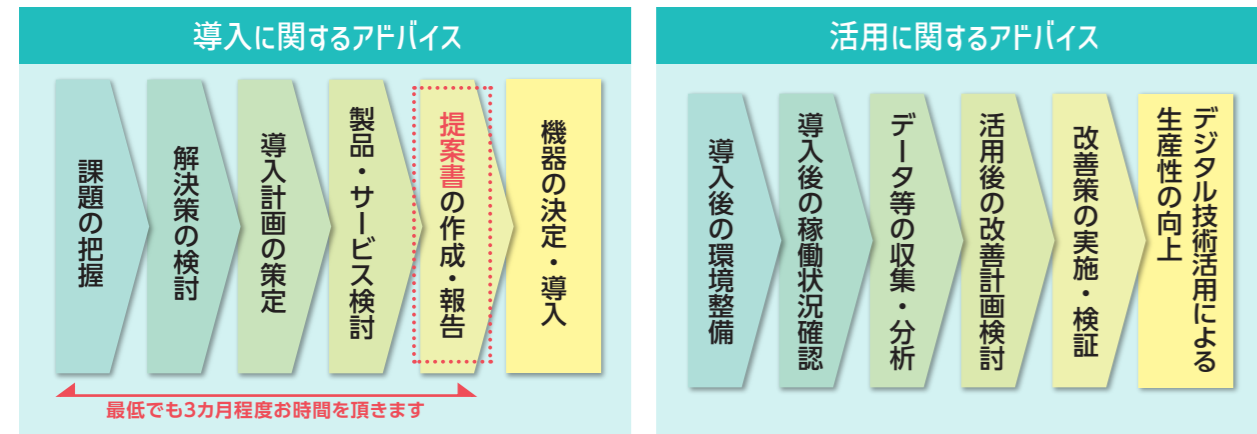 導入に関するアドバイス
課題の把握
解決策の検討
導入計画の策定
製品・サービス検討
提案書の作成・報告
機器の決定・導入
最低でも3カ月程度お時間を頂きます
活用に関するアドバイス
導入後の環境整備
導入後の稼働状況確認
データ等の収集・分析
活用後の改善計画検討
改善策の実施・検証
デジタル技術活用による
生産性の向上